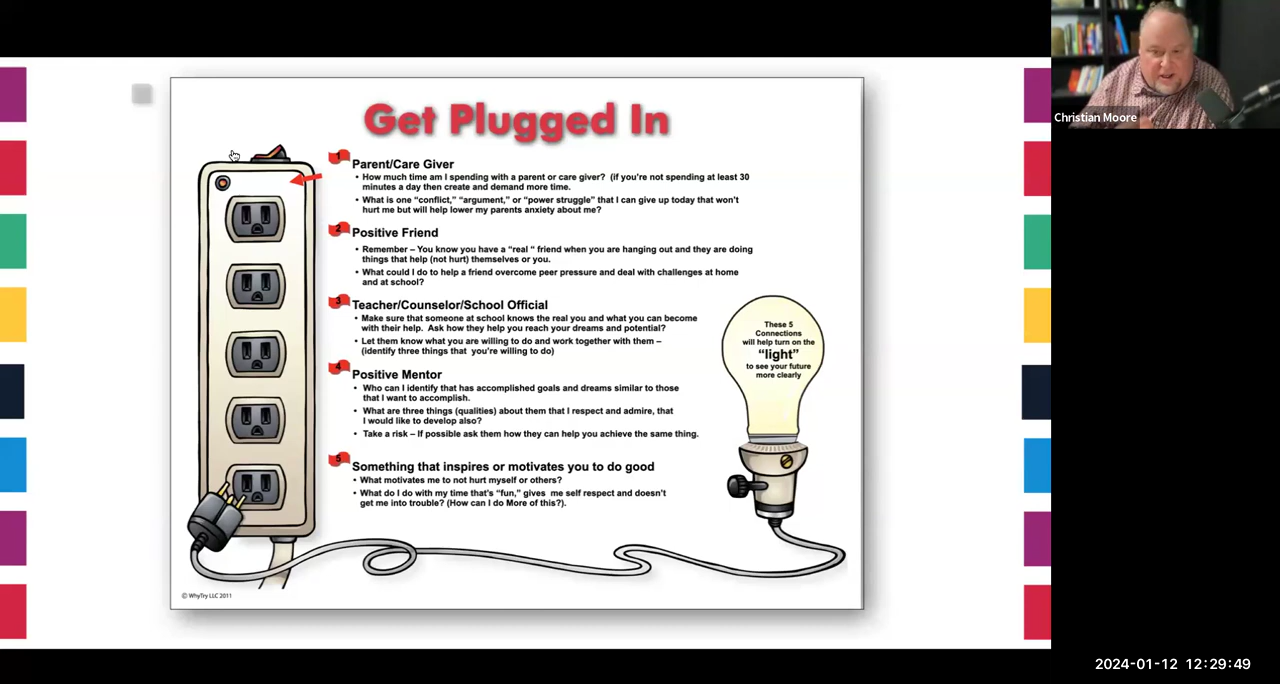 Get Plugged In
1
Parent/Care Giver
• How much time am I spending with a parent or care giver? (if you're not spending at least 30
minutes a day then create and demand more time.
• What is one “conflict,” “argument,” or “power struggle” that I can give up today that won't
hurt me but will help lower my parents anxiety about me?
2
Positive Friend
• Remember – You know you have a “real “ friend when you are hanging out and they are doing
things that help (not hurt) themselves or you.
• What could I do to help a friend overcome peer pressure and deal with challenges at home
and at school?
3
Teacher/Counselor/School Official
• Make sure that someone at school knows the real you and what you can become
with their help. Ask how they help you reach your dreams and potential?
• Let them know what you are willing to do and work together with them –
(identify three things that you're willing to do)
4
Positive Mentor
• Who can I identify that has accomplished goals and dreams similar to those
that I want to accomplish.
• What are three things (qualities) about them that I respect and admire, that
I would like to develop also?
• Take a risk – If possible ask them how they can help you achieve the same thing.
5
Something that inspires or motivates you to do good
• What motivates me to not hurt myself or others?
• What do I do with my time that's “fun,” gives me self respect and doesn't
get me into trouble? (How can I do More of this?).
These 5
Connections
will help turn on the
“light”
to see your future
more clearly
© WhyTry LLC 2011
Christian Moore
2024-01-12 12:29:49